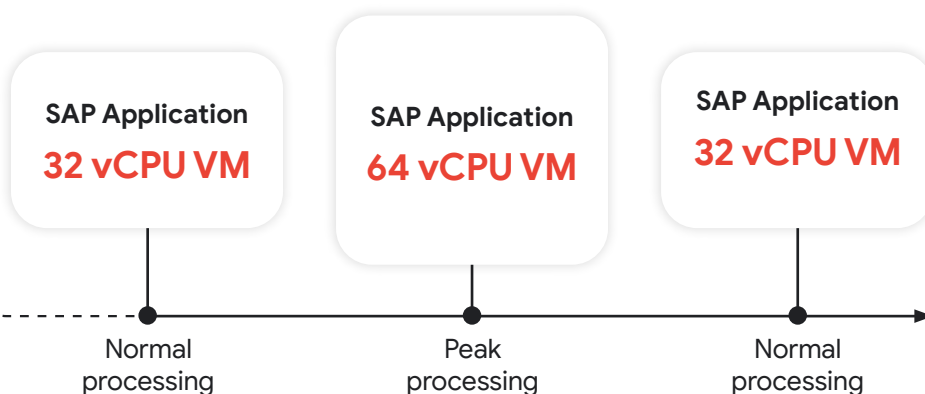 SAP Application
32 vCPU VM
SAP Application
64 vCPU VM
SAP Application
32 vCPU VM
Normal
processing
Peak
processing
Normal
processing